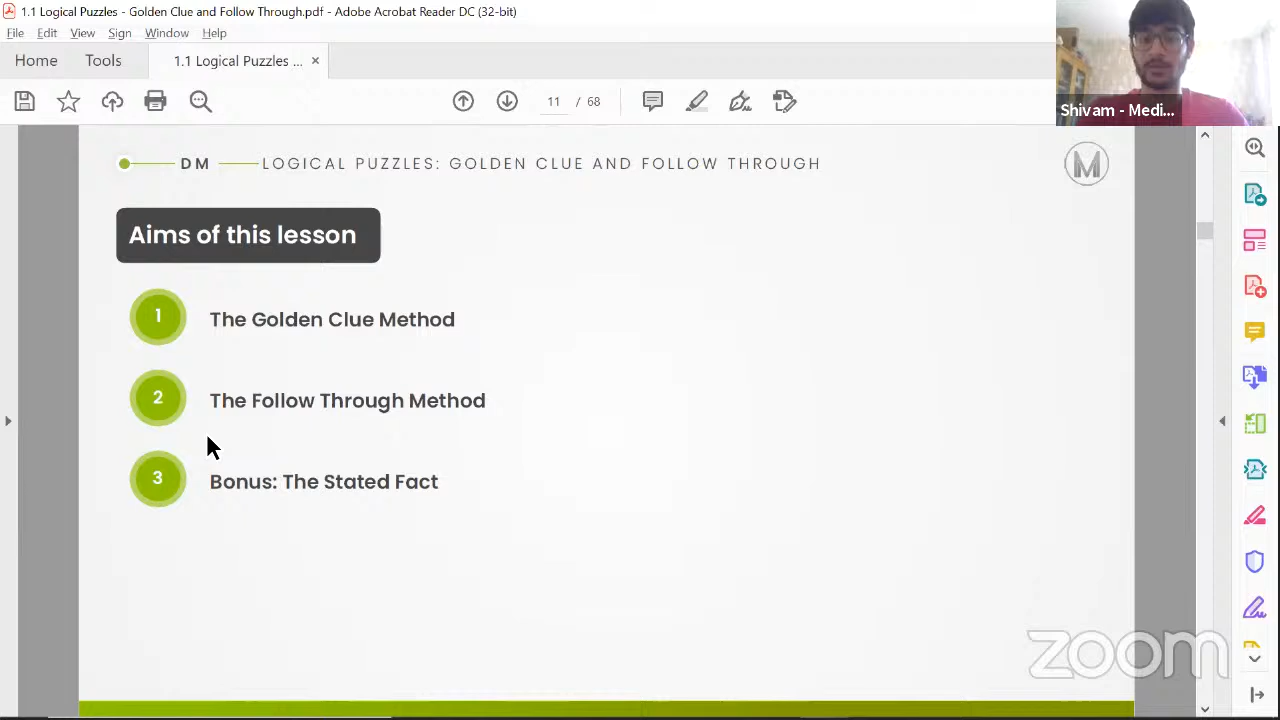 1.1 Logical Puzzles - Golden Clue and Follow Through.pdf - Adobe Acrobat Reader DC (32-bit)
File Edit View Sign Window Help
Home Tools 1.1 Logical Puzzles ... ×
11 / 68
Shivam - Medi...
DM LOGICAL PUZZLES: GOLDEN CLUE AND FOLLOW THROUGH
M
Aims of this lesson
1 The Golden Clue Method
2 The Follow Through Method
3 Bonus: The Stated Fact
zoom